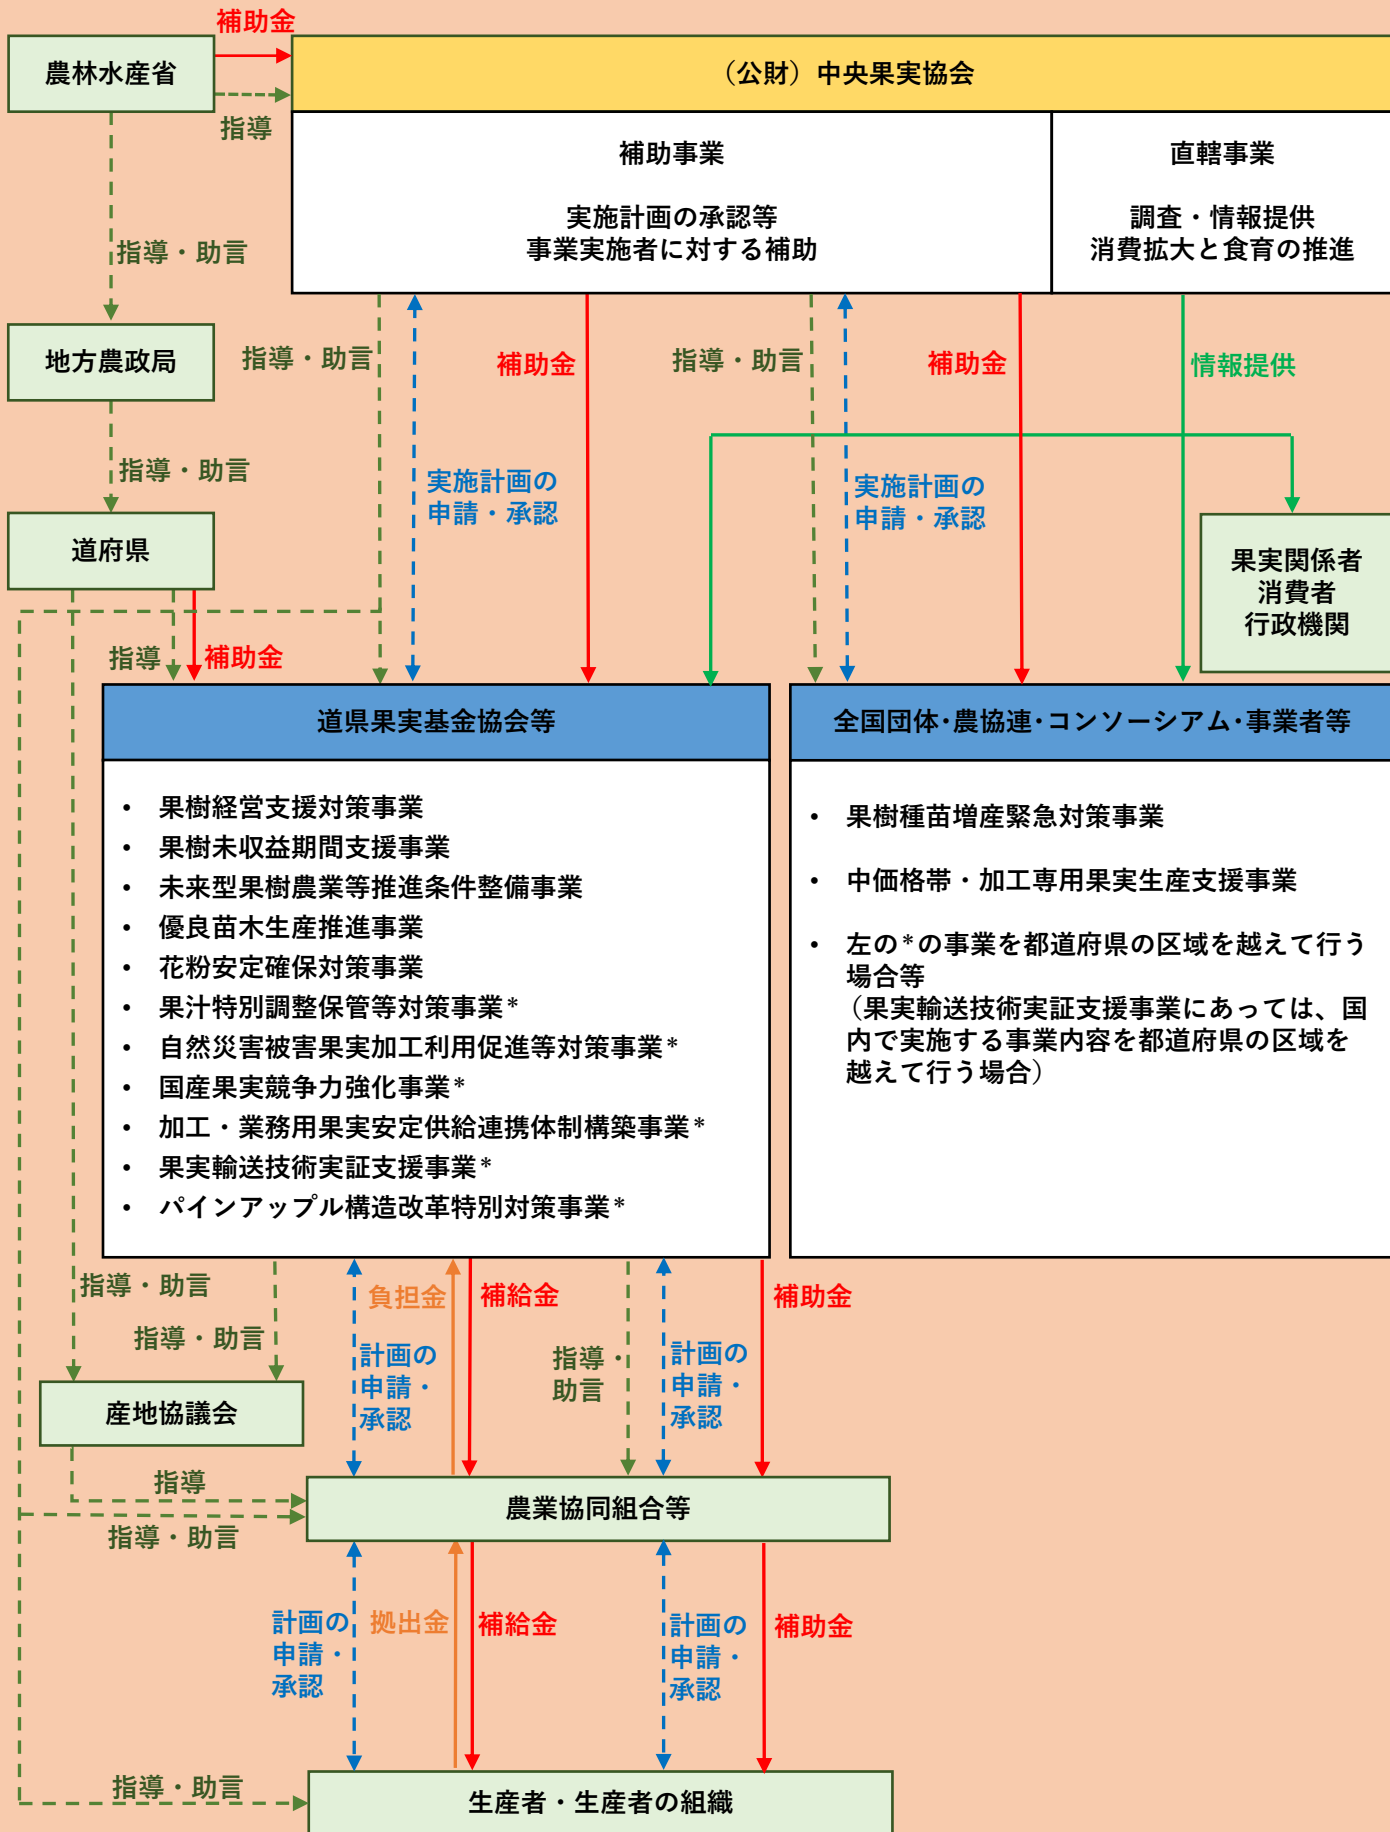 補助金
農林水産省
（公財）中央果実協会
指導
補助事業
実施計画の承認等
事業実施者に対する補助
直轄事業
調査・情報提供
消費拡大と食育の推進
指導・助言
地方農政局
指導・助言
補助金
指導・助言
補助金
情報提供
指導・助言
実施計画の
申請・承認
実施計画の
申請・承認
道府県
果実関係者
消費者
行政機関
指導
補助金
道県果実基金協会等
・ 果樹経営支援対策事業
・ 果樹未収益期間支援事業
・ 未来型果樹農業等推進条件整備事業
・ 優良苗木生産推進事業
・ 花粉安定確保対策事業
・ 果汁特別調整保管等対策事業*
・ 自然災害被害果実加工利用促進等対策事業*
・ 国産果実競争力強化事業*
・ 加工・業務用果実安定供給連携体制構築事業*
・ 果実輸送技術実証支援事業*
・ パインアップル構造改革特別対策事業*
全国団体・農協連・コンソーシアム・事業者等
・ 果樹種苗増産緊急対策事業
・ 中価格帯・加工専用果実生産支援事業
・ 左の*の事業を都道府県の区域を越えて行う
場合等
（果実輸送技術実証支援事業にあっては、国
内で実施する事業内容を都道府県の区域を
越えて行う場合）
指導・助言
指導・助言
計画の
申請・
承認
負担金
補給金
指導・
助言
計画の
申請・
承認
補助金
産地協議会
指導
農業協同組合等
指導・助言
計画の
申請・
承認
拠出金
補給金
計画の
申請・
承認
補助金
指導・助言
生産者・生産者の組織